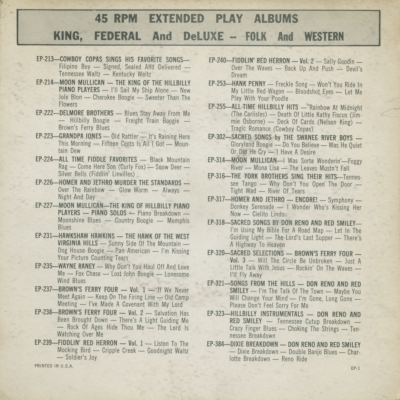 45 RPM EXTENDED PLAY ALBUMS
KING, FEDERAL And DeLUXE - FOLK And WESTERN
EP-213—COWBOY COPAS SINGS HIS FAVORITE SONGS—
Filipino Boy — Signed, Sealed And Delivered —
Tennessee Waltz — Kentucky Waltz
EP-214—MOON MULLICAN — THE KING OF THE HILLBILLY
PIANO PLAYERS — I'll Sail My Ship Alone — New
Jole Blon — Cherokee Boogie — Sweeter Than The
Flowers
EP-222—DELMORE BROTHERS — Blues Stay Away From Me
— Hillbilly Boogie — Freight Train Boogie —
Brown's Ferry Blues
EP-223—GRANDPA JONES — Old Rattler — It's Raining Here
This Morning — Fifteen Cents Is All I Got — Moun-
tain Dew
EP-224—ALL TIME FIDDLE FAVORITES — Black Mountain
Rag — Come Here Son (Curly Fox) — Snow Deer —
Silver Bells (Fiddlin' Linvilles)
EP-226—HOMER AND JETHRO MURDER THE STANDARDS —
Over The Rainbow — Glow Worm — Always —
Night And Day
EP-227—MOON MULLICAN — THE KING OF HILLBILLY PIANO
PLAYERS — PIANO SOLOS — Piano Breakdown —
Moonshine Blues — Country Boogie — Memphis
Blues
EP-231—HAWKSHAW HAWKINS — THE HAWK OF THE WEST
VIRGINIA HILLS — Sunny Side Of The Mountain —
Dog House Boogie — Pan American — I'm Kissing
Your Picture Counting Tears
EP-235—WAYNE RANEY — Why Don't You Haul Off And Love
Me — Fox Chase — Lost John Boogie — Lonesome
Wind Blues
EP-237—BROWN'S FERRY FOUR — Vol. 1 — If We Never
Meet Again — Keep On The Firing Line — Old Camp
Meeting — I've Made A Covenant With My Lord
EP-238—BROWN'S FERRY FOUR — Vol. 2 — Salvation Has
Been Brought Down — There's A Light Guiding Me
— Rock Of Ages Hide Thou Me — The Lord Is
Watching Over Me
EP-239—FIDDLIN' RED HERRON — Vol. 1 — Listen To The
Mocking Bird — Cripple Creek — Goodnight Waltz
— Soldier's Joy
EP-240—FIDDLIN' RED HERRON — Vol. 2 — Sally Goodin —
Over The Waves — Back Up And Push — Devil's
Dream
EP-253—HANK PENNY — Freckle Song — Won't You Ride In
My Little Red Wagon — Bloodshot Eyes — Let Me
Play With Your Poodle
EP-255—ALL-TIME HILLBILLY HITS — Rainbow At Midnight
(The Carlisles) — Death Of Little Kathy Fiscus (Jim-
mie Osborne) — Deck Of Cards (Nelson King) —
Tragic Romance (Cowboy Copas)
EP-302—SACRED SONGS BY THE SWANEE RIVER BOYS —
Gloryland Boogie — Do You Believe — Was He Quiet
Or Did He Cry — I Have A Desire
EP-314—MOON MULLICAN — I Was Sorta Wonderin'—Foggy
River — Mona Lisa — The Leaves Mustn't Fall
EP-316—THE YORK BROTHERS SING THEIR HITS—Tennes-
see Tango — Why Don't You Open The Door —
Tight Wad — River Of Tears
EP-317—HOMER AND JETHRO — ENCORE! — Symphony —
Donkey Serenade — I Wonder Who's Kissing Her
Now — Cielito Lindo
EP-318—SACRED SONGS BY DON RENO AND RED SMILEY—
I'm Using My Bible For A Road Map — Let In The
Guiding Light — The Lord's Last Supper — There's
A Highway To Heaven
EP-320—SACRED SELECTIONS — BROWN'S FERRY FOUR —
Vol. 3 — Will The Circle Be Unbroken — Just A
Little Talk With Jesus — Rockin' On The Waves —
I'll Fly Away
EP-321—SONGS FROM THE HILLS — DON RENO AND RED
SMILEY — I'm The Talk Of The Town — Maybe You
Will Change Your Mind — I'm Gone, Long Gone —
Please Don't Feel Sorry For Me
EP-323—HILLBILLY INSTRUMENTALS — DON RENO AND
RED SMILEY — Tennessee Cutup Breakdown —
Crazy Finger Blues — Choking The Strings — Ten-
nessee Breakdown
EP-384—DIXIE BREAKDOWN — DON RENO AND RED SMILEY
—Dixie Breakdown — Double Banjo Blues — Char-
lotte Breakdown — Reno Ride
PRINTED IN U.S.A.
EP-1